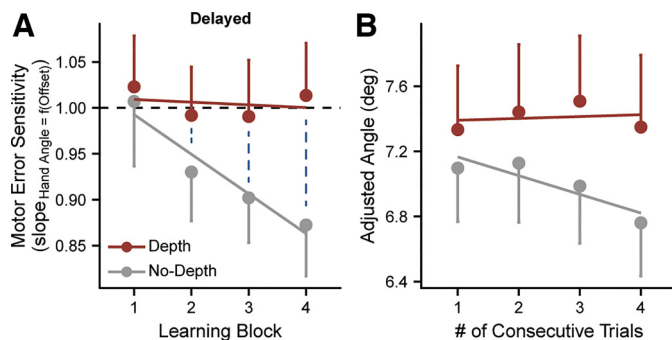 A
Delayed
Motor Error Sensitivity
(slope Hand Angle = f(Offset))
1.05
1.00
0.95
0.90
0.85
Depth
No-Depth
1 2 3 4
Learning Block
B
Adjusted Angle (deg)
7.6
7.2
6.8
6.4
1 2 3 4
# of Consecutive Trials